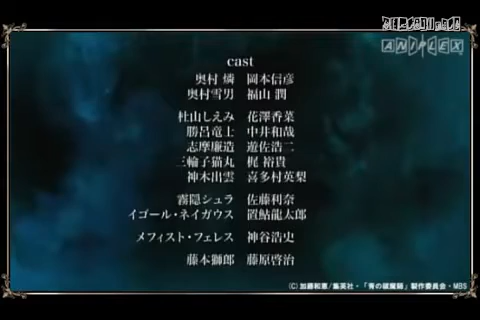 ANIPLEX
cast
奥村 燐 岡本信彦
奥村雪男 福山 潤
杜山しえみ 花澤香菜
勝呂竜士 中井和哉
志摩廉造 遊佐浩二
三輪子猫丸 梶 裕貴
神木出雲 喜多村英梨
霧隠シュラ 佐藤利奈
イゴール・ネイガウス 置鮎龍太郎
メフィスト・フェレス 神谷浩史
藤本獅郎 藤原啓治
(C) 加藤和恵/集英社・「青の祓魔師」製作委員会・MBS